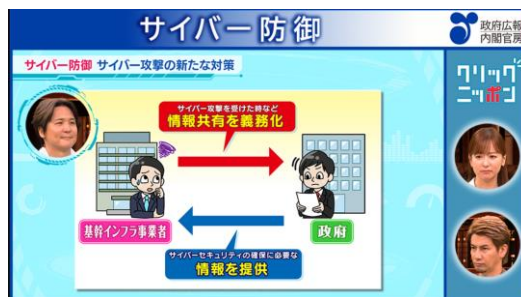 サイバー防御
政府広報
内閣官房
サイバー防御 サイバー攻撃の新たな対策
クリック
ニッポン
サイバー攻撃を受けた時など
情報共有を義務化
基幹インフラ事業者
政府
サイバーセキュリティの確保に必要な
情報を提供